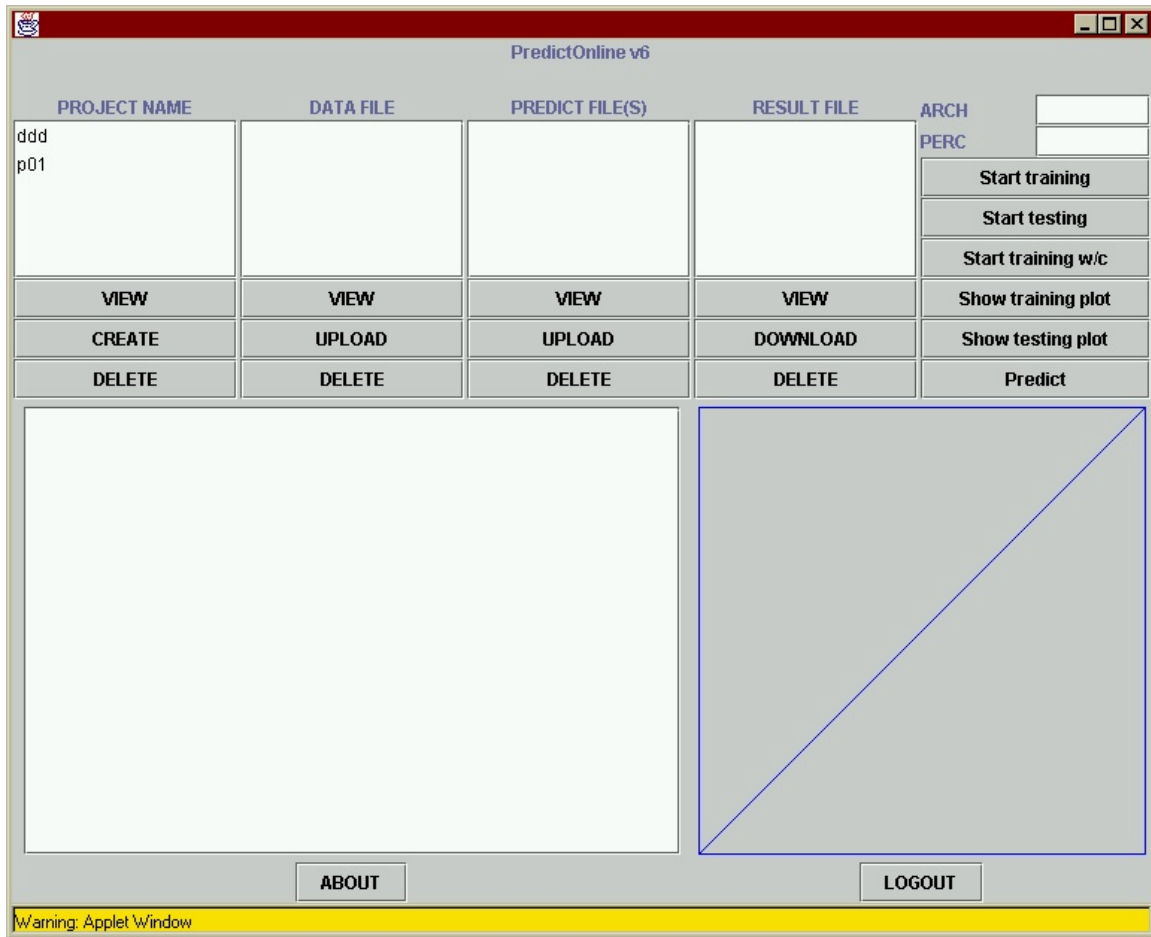 PredictOnline v6
PROJECT NAME DATA FILE PREDICT FILE(S) RESULT FILE ARCH
ddd PERC
p01
Start training
Start testing
Start training w/c
VIEW VIEW VIEW VIEW Show training plot
CREATE UPLOAD UPLOAD DOWNLOAD Show testing plot
DELETE DELETE DELETE DELETE Predict
ABOUT LOGOUT
Warning: Applet Window